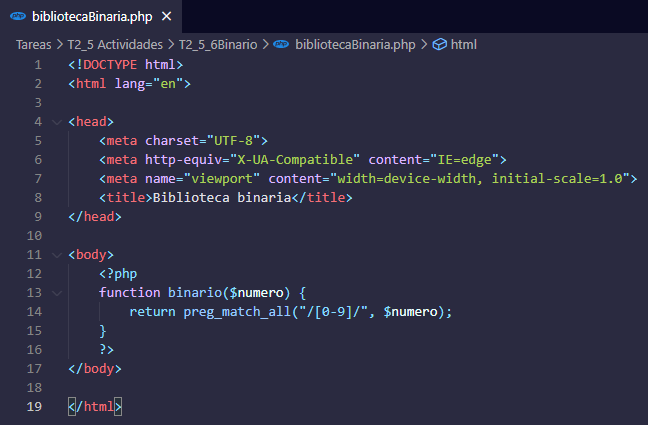 php bibliotecaBinaria.php ×
Tareas > T2_5 Actividades > T2_5_6Binario > php bibliotecaBinaria.php > html
1 <!DOCTYPE html>
2 <html lang="en">
3
4 <head>
5     <meta charset="UTF-8">
6     <meta http-equiv="X-UA-Compatible" content="IE=edge">
7     <meta name="viewport" content="width=device-width, initial-scale=1.0">
8     <title>Biblioteca binaria</title>
9 </head>
10
11 <body>
12     <?php
13     function binario($numero) {
14         return preg_match_all("/[0-9]/", $numero);
15     }
16     ?>
17 </body>
18
19 </html>